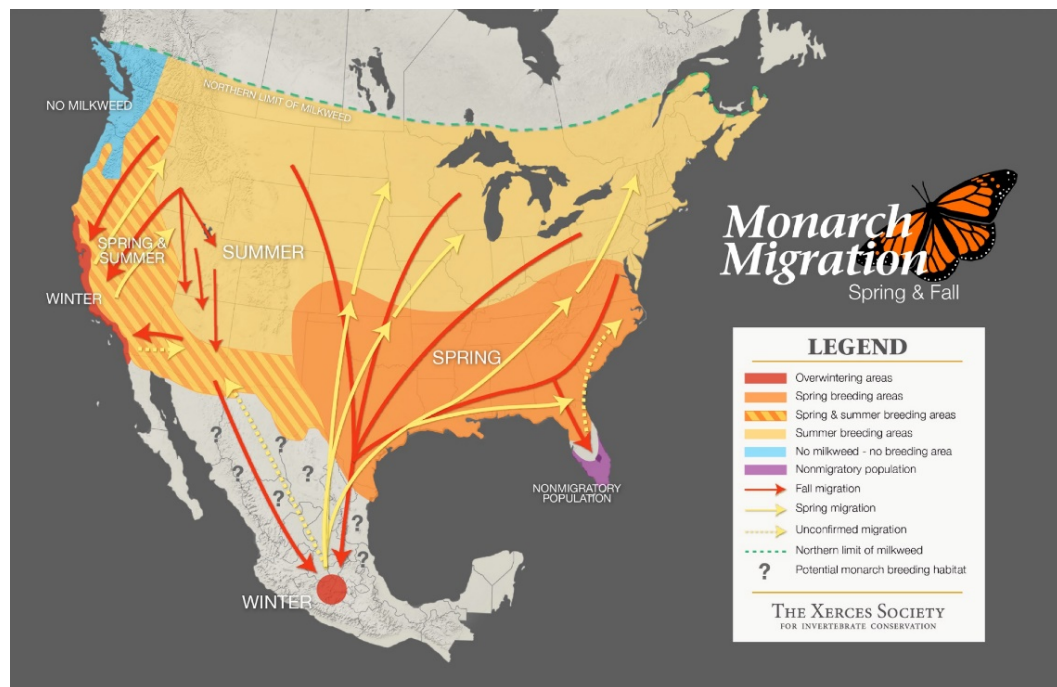 NO MILKWEED
NORTHERN LIMIT OF MILKWEED
SPRING &
SUMMER
SUMMER
WINTER
SPRING
NONMIGRATORY
POPULATION
WINTER
?
?
?
?
?
?
?
Monarch
Migration
Spring & Fall
LEGEND
Overwintering areas
Spring breeding areas
Spring & summer breeding areas
Summer breeding areas
No milkweed - no breeding area
Nonmigratory population
Fall migration
Spring migration
Unconfirmed migration
Northern limit of milkweed
? Potential monarch breeding habitat
THE XERCES SOCIETY
FOR INVERTEBRATE CONSERVATION